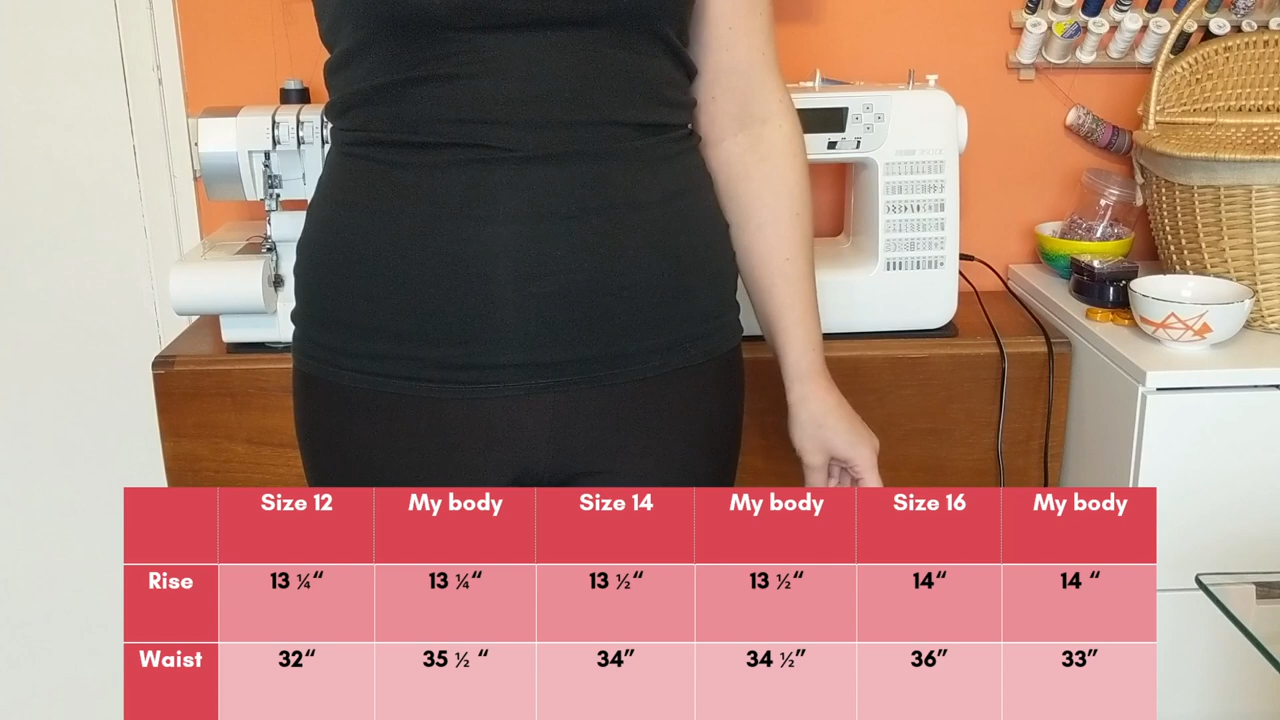 Size 12 My body Size 14 My body Size 16 My body
Rise 13 ¼“ 13 ¼“ 13 ½“ 13 ½“ 14“ 14 “
Waist 32“ 35 ½ “ 34” 34 ½” 36” 33”